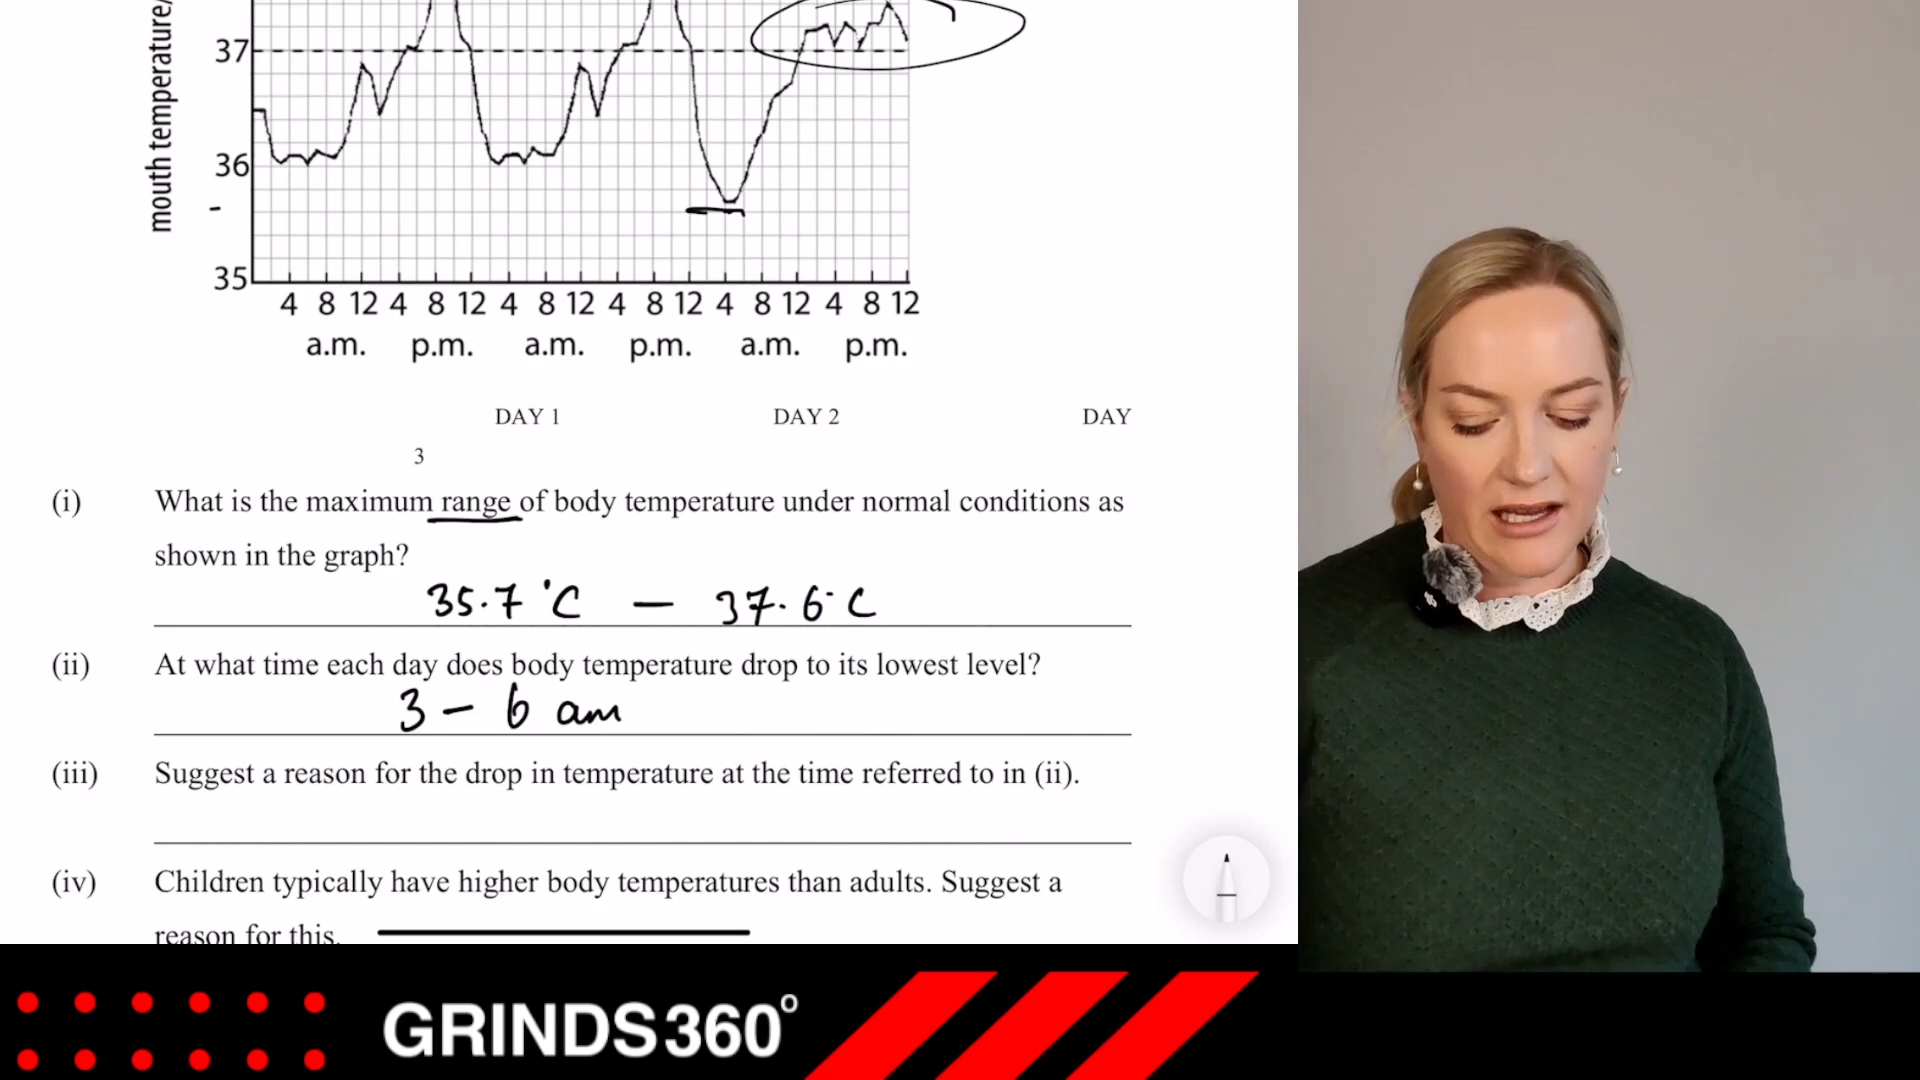 mouth temperature/
37
36
35
4 8 12 4 8 12 4 8 12 4 8 12 4 8 12 4 8 12
a.m. p.m. a.m. p.m. a.m. p.m.
DAY 1 DAY 2 DAY
3
(i) What is the maximum range of body temperature under normal conditions as
shown in the graph?
35.7 °C — 37.6°C
(ii) At what time each day does body temperature drop to its lowest level?
3 – 6 am
(iii) Suggest a reason for the drop in temperature at the time referred to in (ii).
(iv) Children typically have higher body temperatures than adults. Suggest a
reason for this.
GRINDS360°